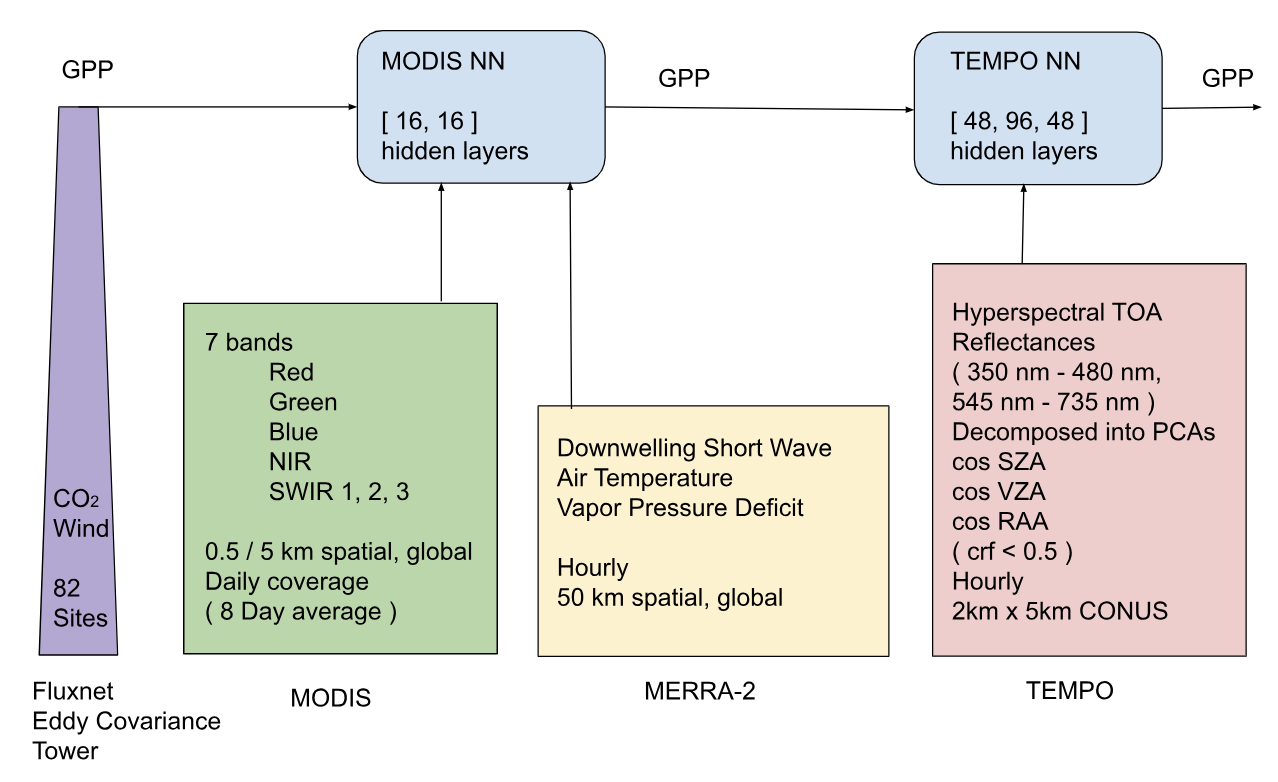 GPP
MODIS NN
[ 16, 16 ]
hidden layers
GPP
TEMPO NN
[ 48, 96, 48 ]
hidden layers
GPP
CO2
Wind
82
Sites
Fluxnet
Eddy Covariance
Tower
7 bands
Red
Green
Blue
NIR
SWIR 1, 2, 3
0.5 / 5 km spatial, global
Daily coverage
( 8 Day average )
MODIS
Downwelling Short Wave
Air Temperature
Vapor Pressure Deficit
Hourly
50 km spatial, global
MERRA-2
Hyperspectral TOA
Reflectances
( 350 nm - 480 nm,
545 nm - 735 nm )
Decomposed into PCAs
cos SZA
cos VZA
cos RAA
( crf < 0.5 )
Hourly
2km x 5km CONUS
TEMPO